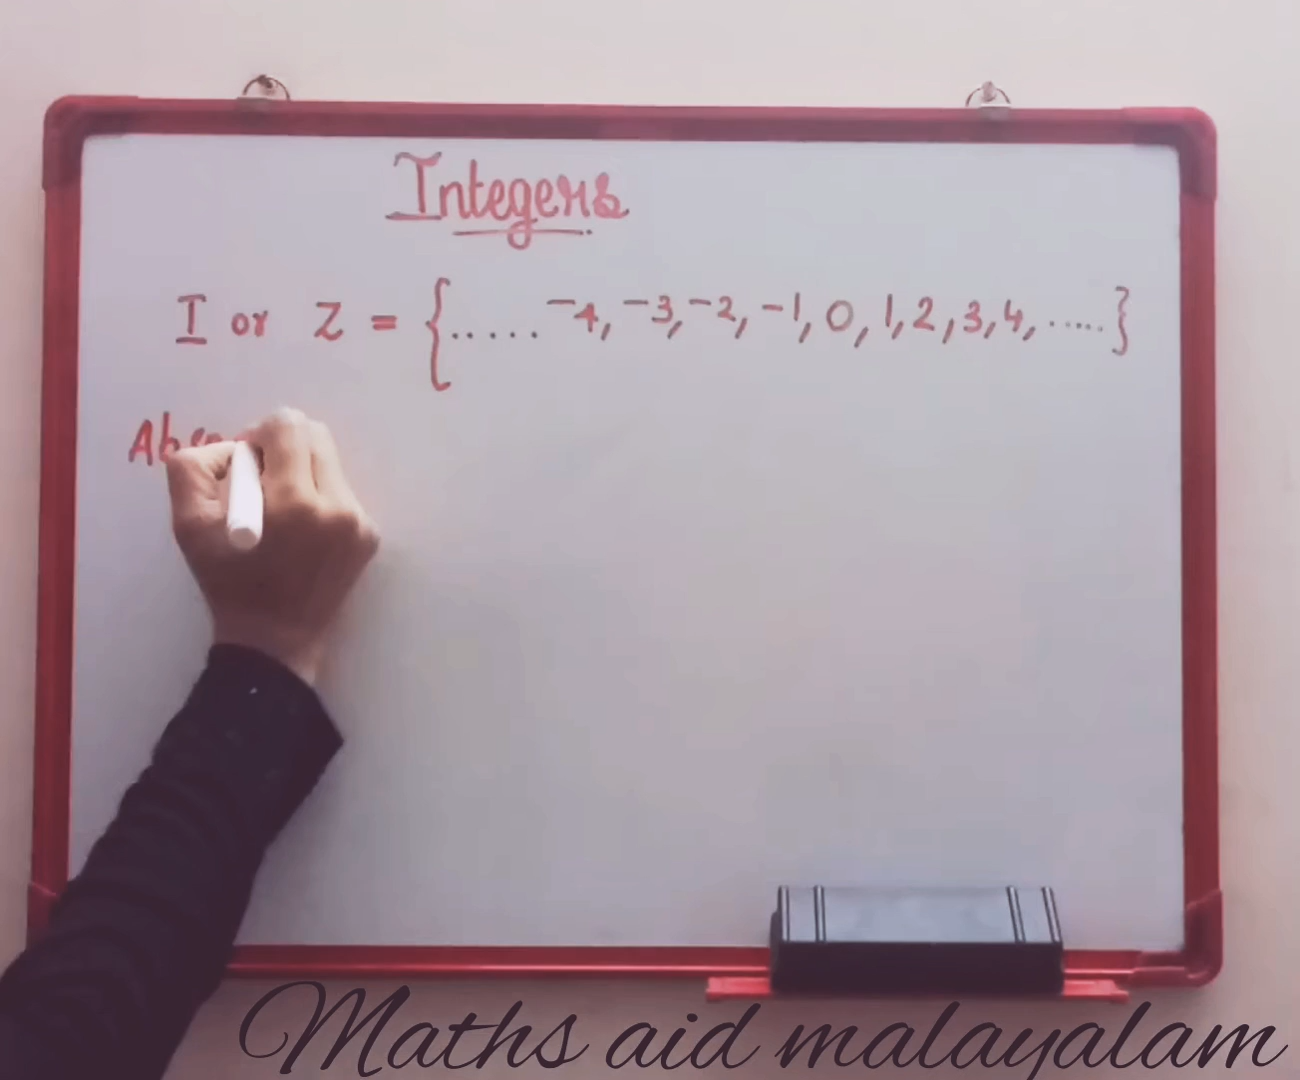 Integers
I or Z = {..... -4, -3, -2, -1, 0, 1, 2, 3, 4, .....}
Maths aid malayalam